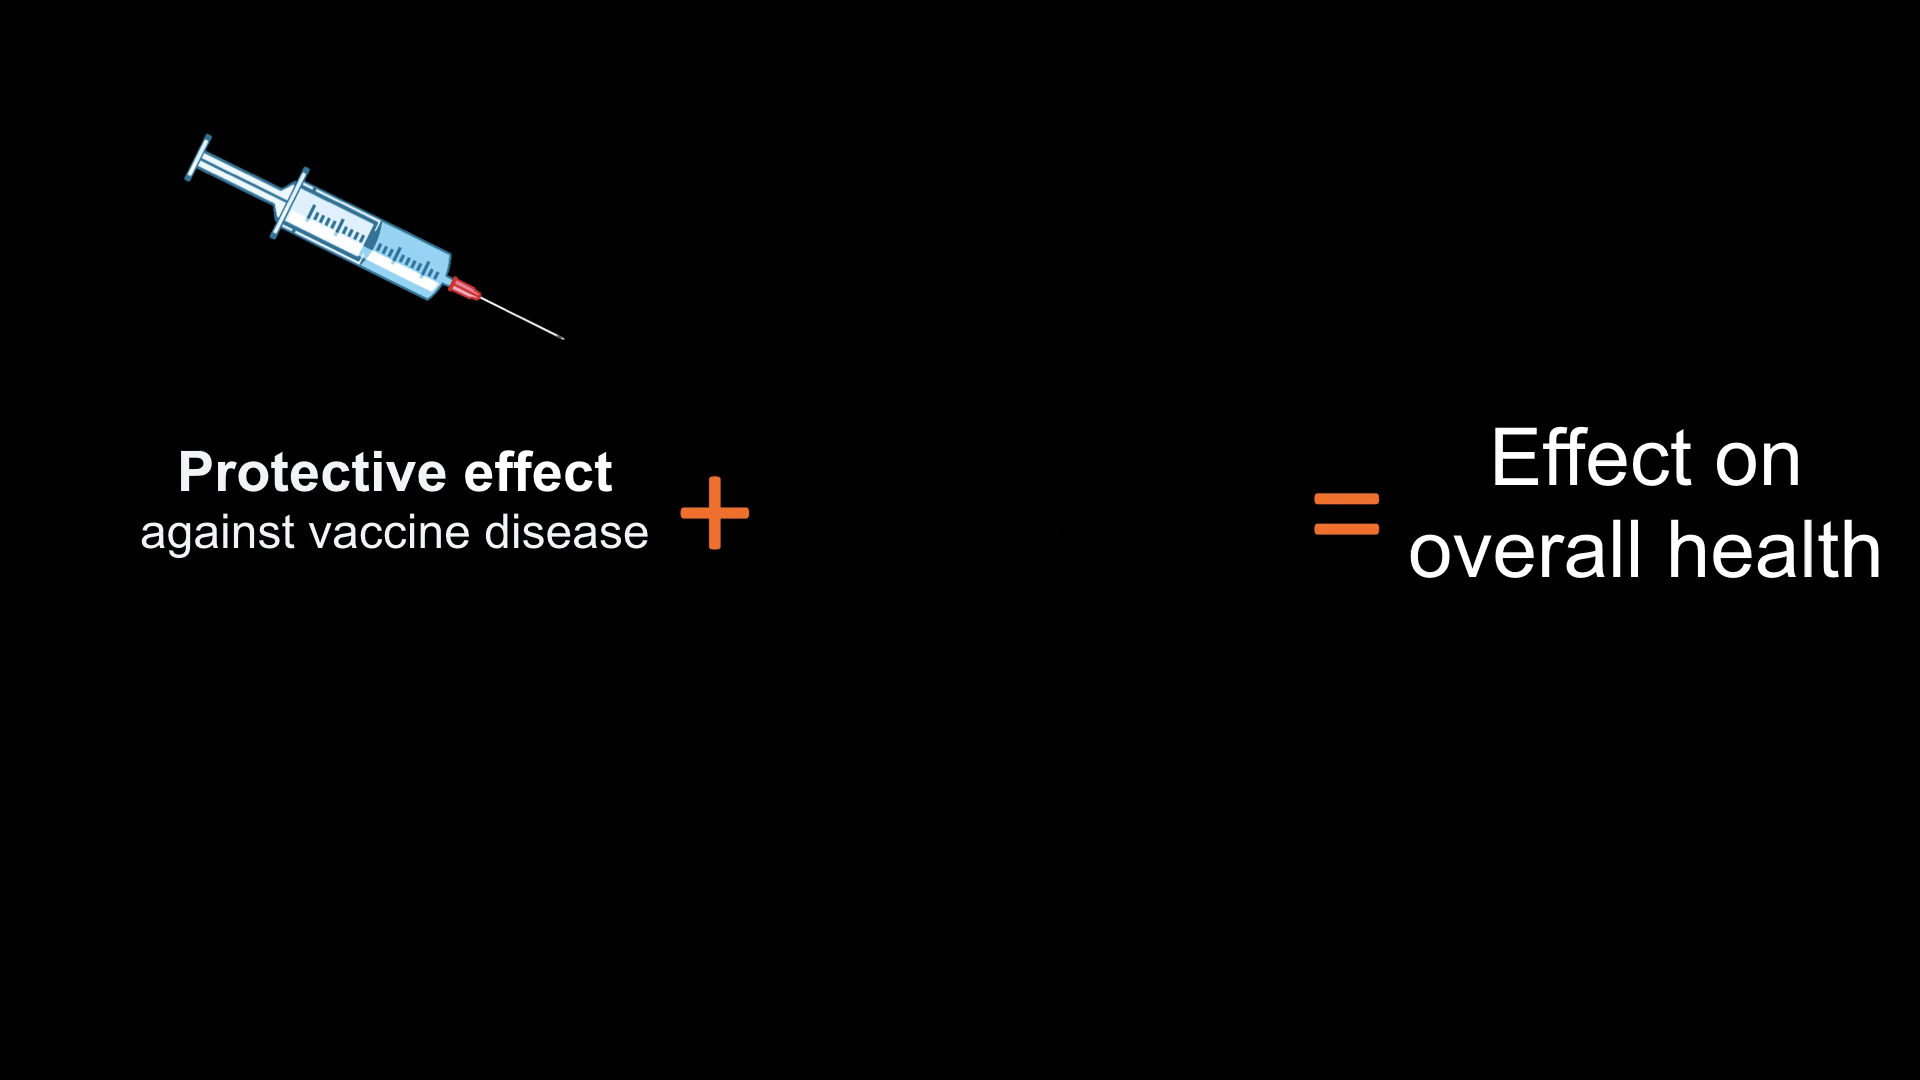 Protective effect
against vaccine disease
+
=
Effect on
overall health